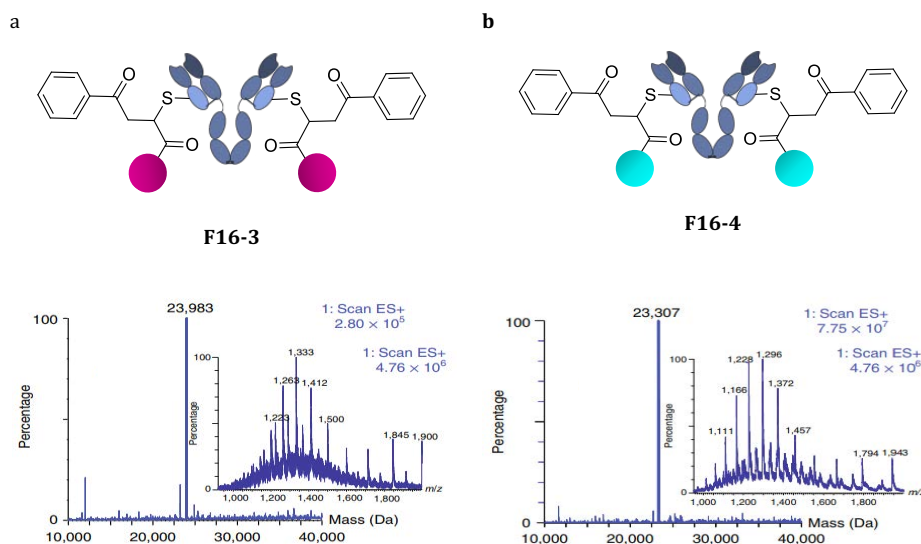 a
b
O
S
S
O
O
O
O
S
S
O
O
O
F16-3
F16-4
23,983
1: Scan ES+
2.80 × 10⁵
1: Scan ES+
4.76 × 10⁶
100
Percentage
0
100
Percentage
0
1,223
1,263
1,333
1,412
1,500
1,845
1,900
1,000
1,200
1,400
1,600
1,800
m/z
10,000
20,000
30,000
40,000
Mass (Da)
23,307
1: Scan ES+
7.75 × 10⁷
1: Scan ES+
4.76 × 10⁶
100
Percentage
0
100
Percentage
0
1,111
1,166
1,228
1,296
1,372
1,457
1,794
1,943
1,000
1,200
1,400
1,600
1,800
m/z
10,000
20,000
30,000
40,000
Mass (Da)